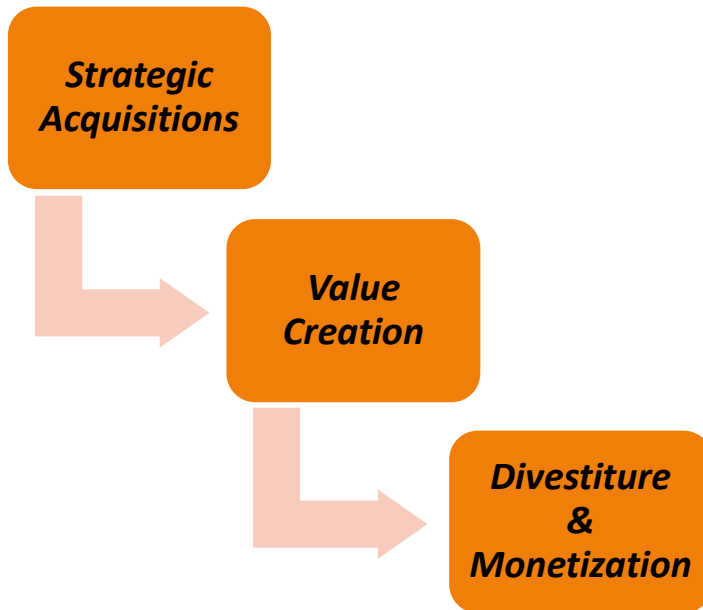 Strategic
Acquisitions
Value
Creation
Divestiture
&
Monetization